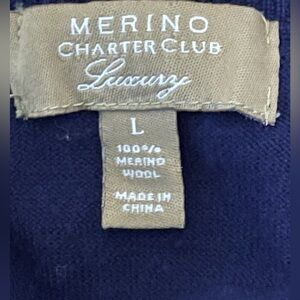 MERINO
CHARTER CLUB
Luxury
L
100%
MERINO
WOOL
MADE IN
CHINA